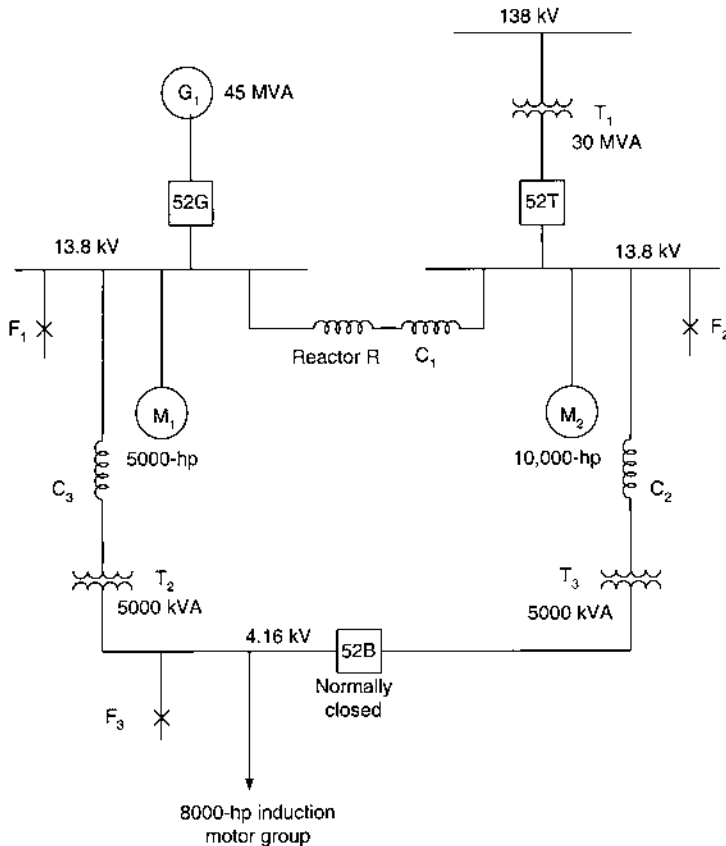 138 kV
G1 45 MVA
T1
30 MVA
52G
52T
13.8 kV
13.8 kV
F1
F2
Reactor R
C1
M1
M2
5000-hp
10,000-hp
C3
C2
T2
T3
5000 kVA
5000 kVA
4.16 kV
52B
Normally
closed
F3
8000-hp induction
motor group